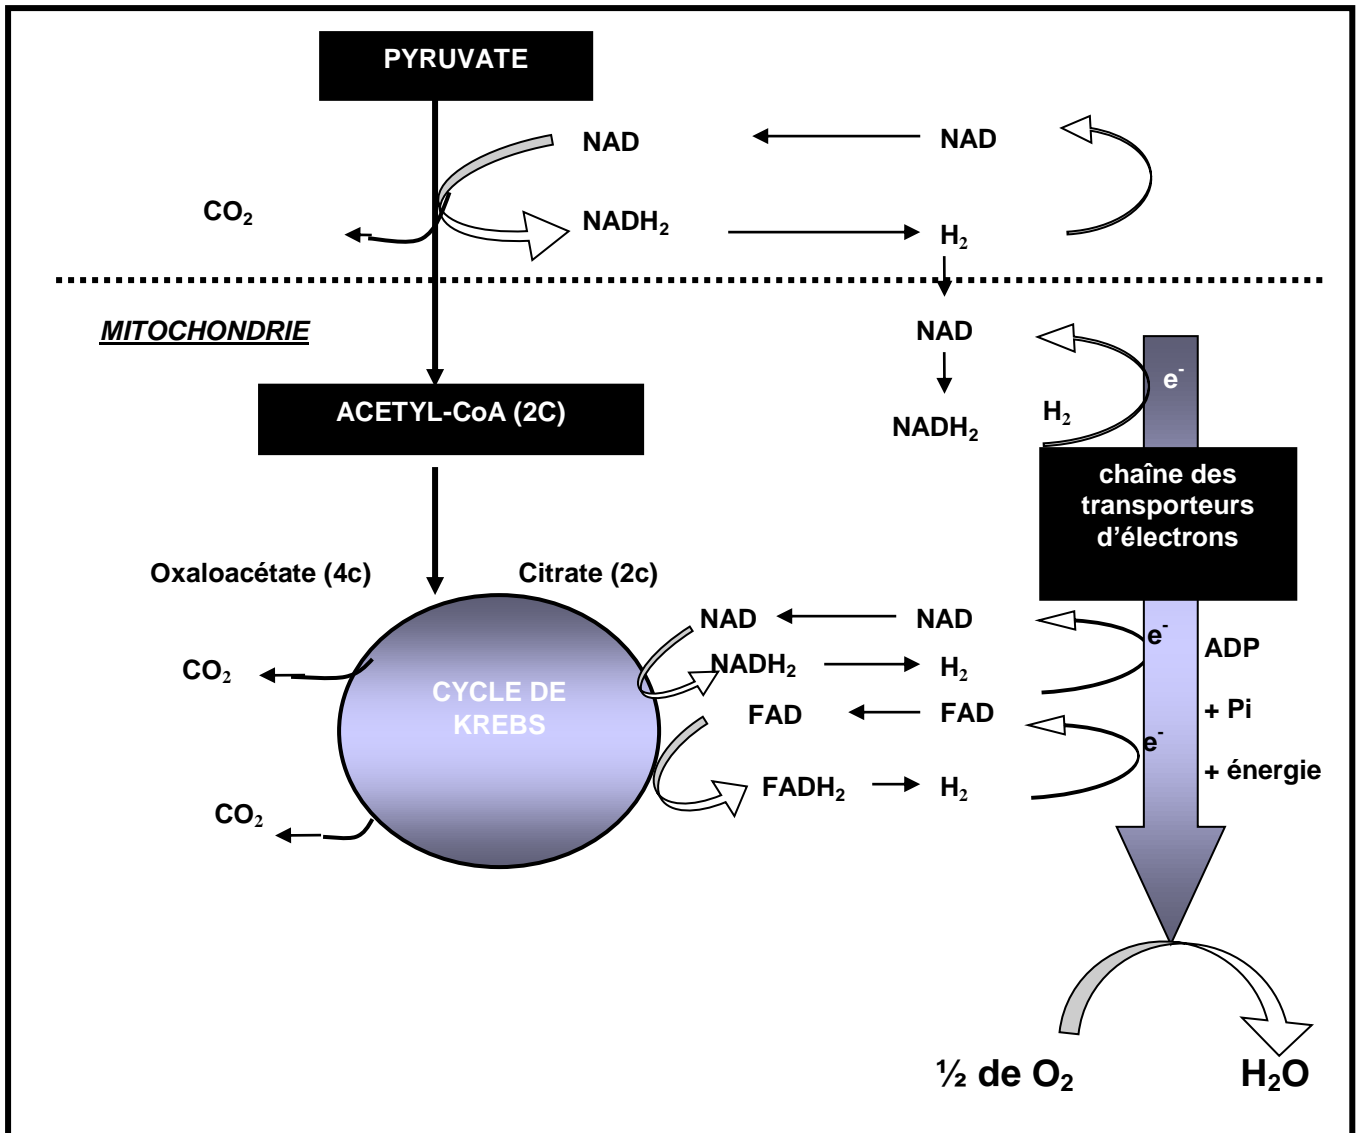 PYRUVATE
NAD
NAD
CO₂
NADH₂
H₂
MITOCHONDRIE
NAD
e⁻
ACETYL-CoA (2C)
H₂
NADH₂
chaîne des
transporteurs
d’électrons
Oxaloacétate (4c)
Citrate (2c)
NAD
NAD
e⁻
ADP
CO₂
NADH₂
H₂
CYCLE DE
KREBS
FAD
FAD
+ Pi
e⁻
+ énergie
FADH₂
H₂
CO₂
½ de O₂
H₂O